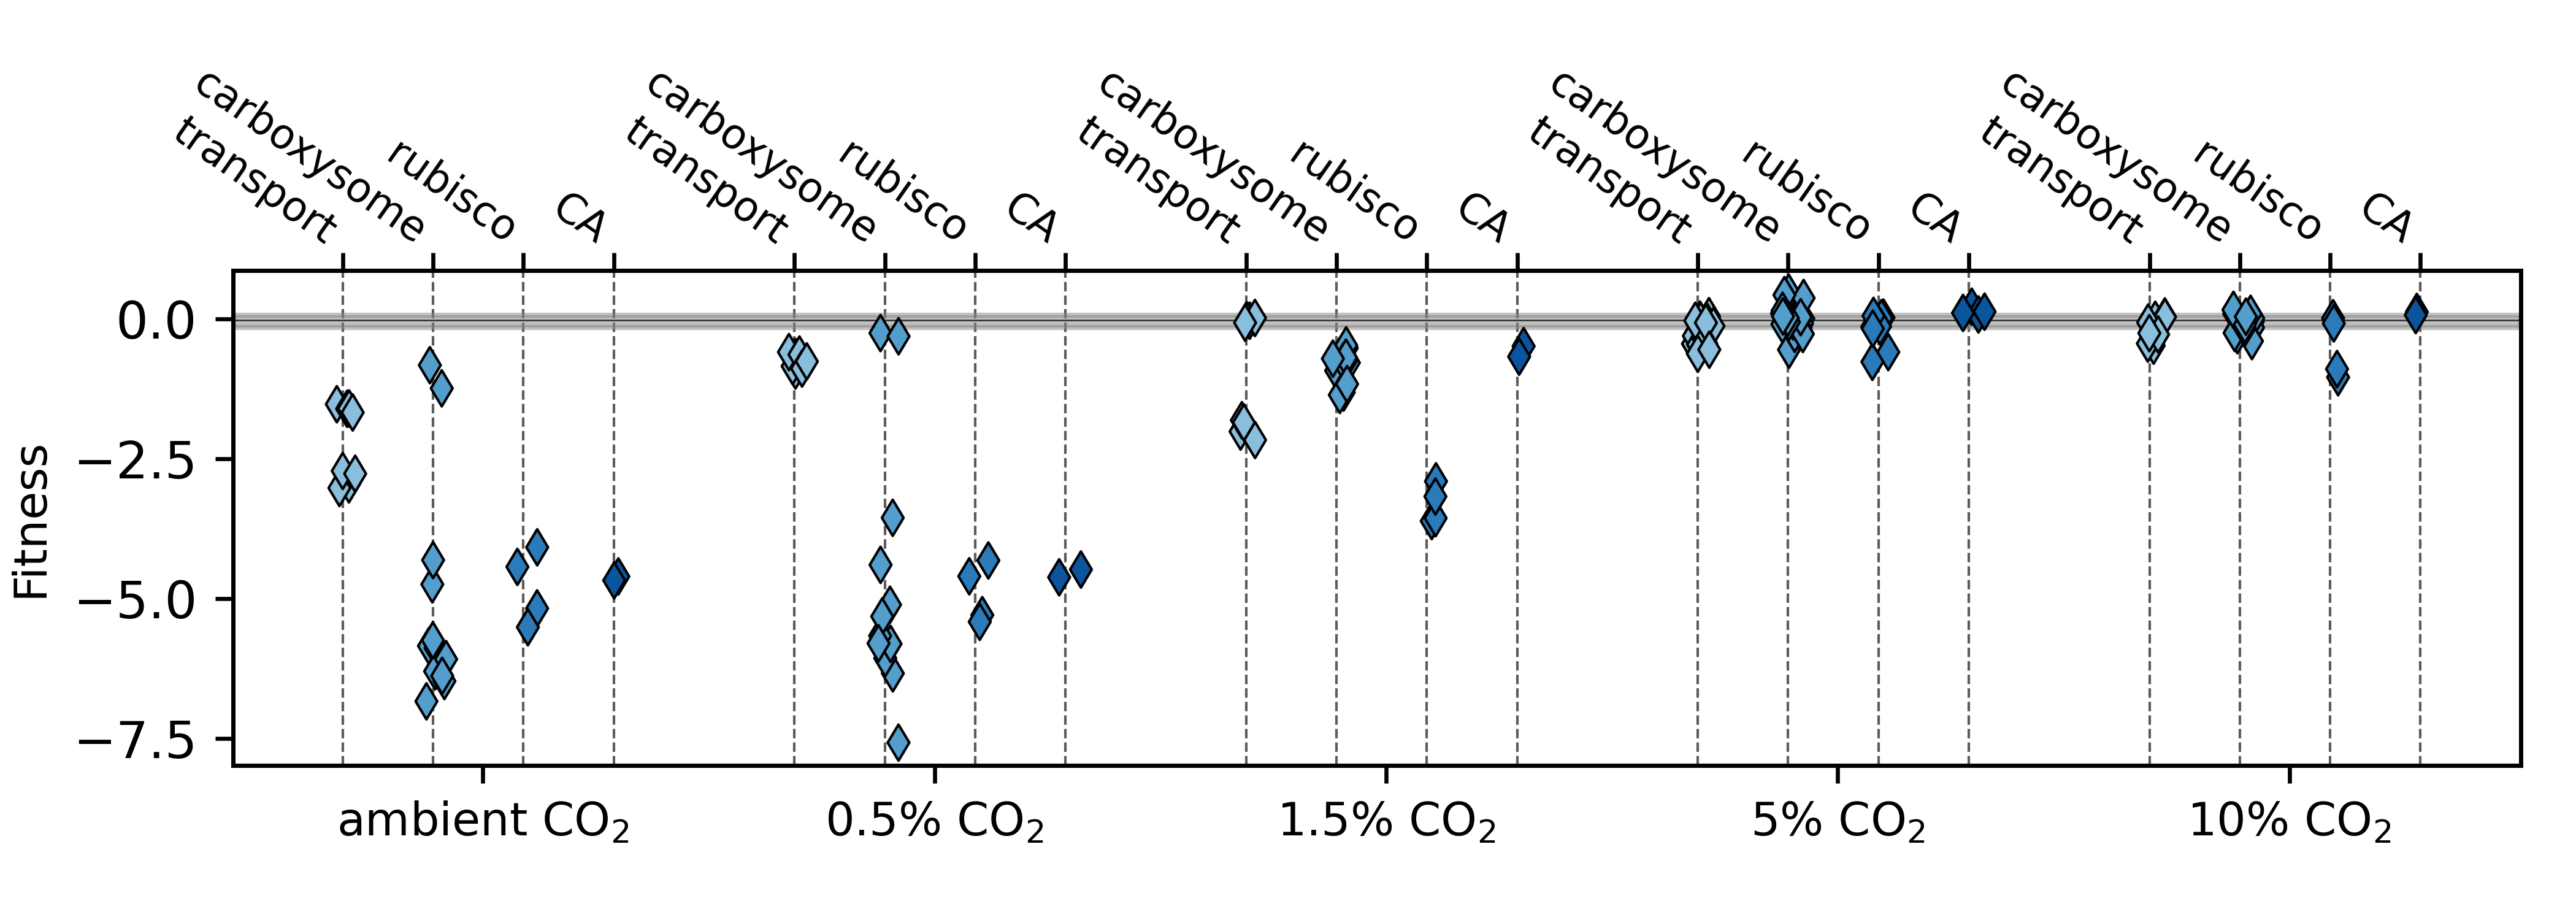 carboxysome
transport
rubisco
CA
carboxysome
transport
rubisco
CA
carboxysome
transport
rubisco
CA
carboxysome
transport
rubisco
CA
carboxysome
transport
rubisco
CA
Fitness
0.0
−2.5
−5.0
−7.5
ambient CO₂
0.5% CO₂
1.5% CO₂
5% CO₂
10% CO₂